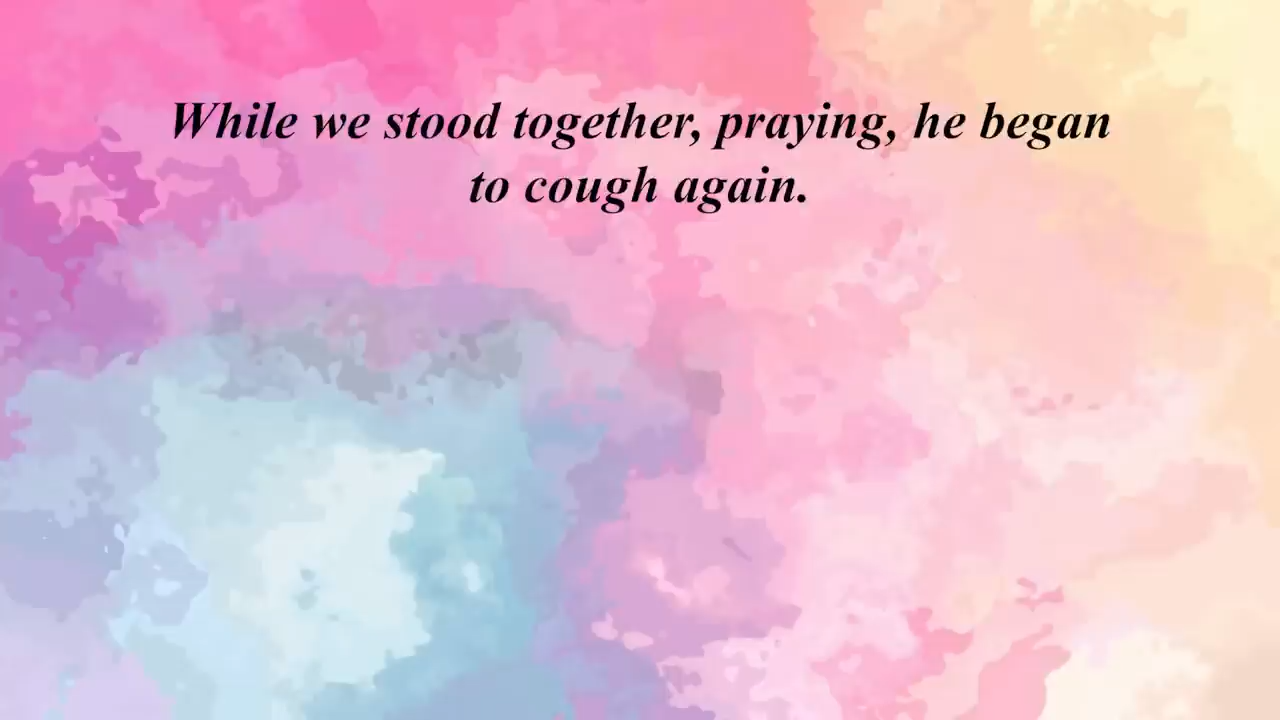 While we stood together, praying, he began
to cough again.